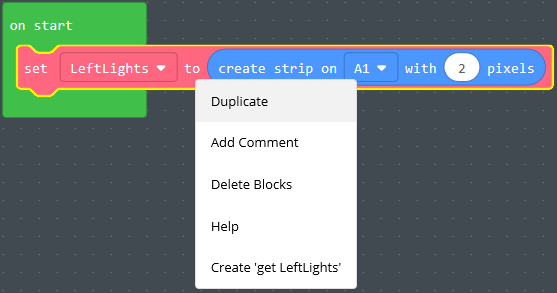 on start
set LeftLights to create strip on A1 with 2 pixels
Duplicate
Add Comment
Delete Blocks
Help
Create 'get LeftLights'